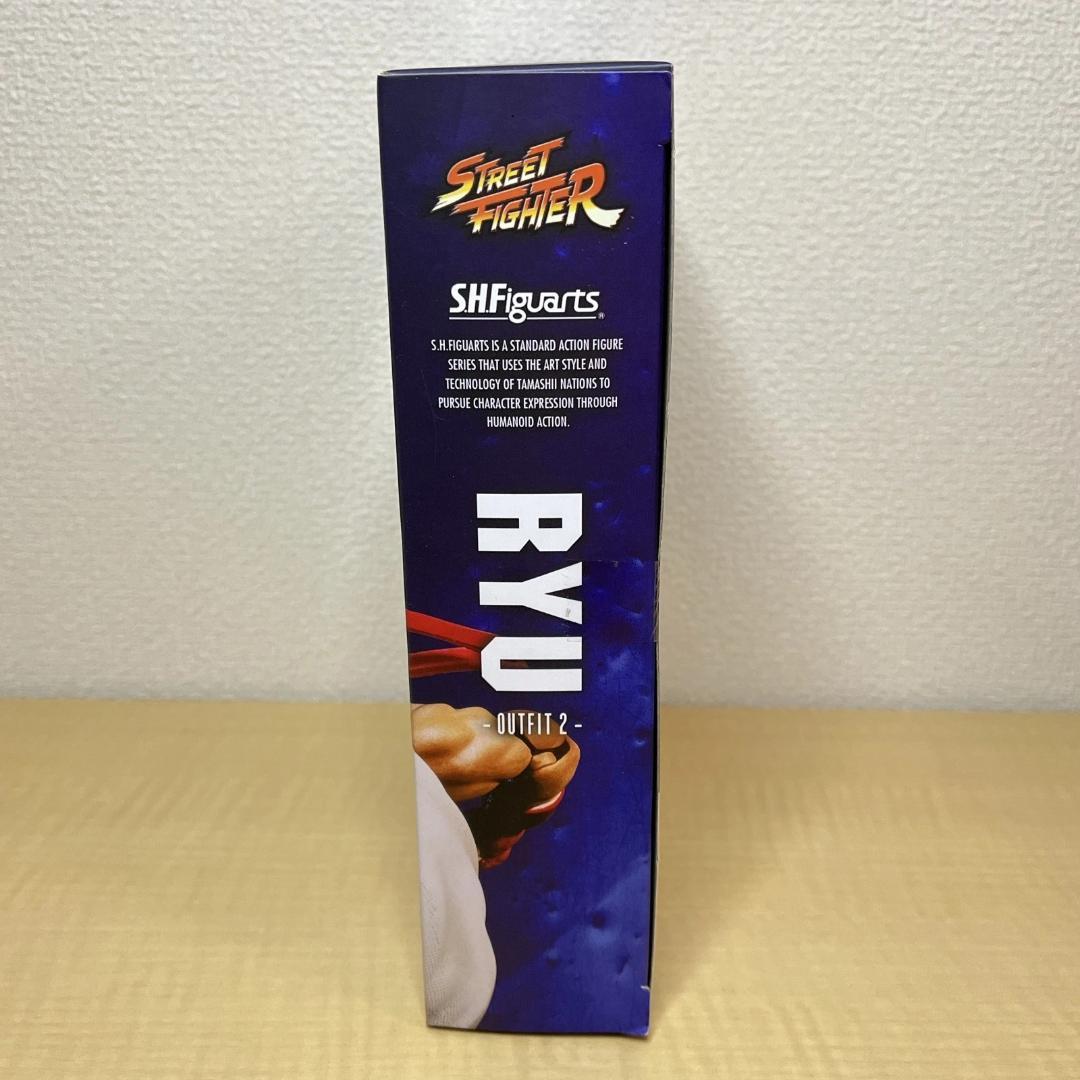 STREET
FIGHTER
S.H.Figuarts®
S.H.FIGUARTS IS A STANDARD ACTION FIGURE
SERIES THAT USES THE ART STYLE AND
TECHNOLOGY OF TAMASHII NATIONS TO
PURSUE CHARACTER EXPRESSION THROUGH
HUMANOID ACTION.
RYU
- OUTFIT 2 -